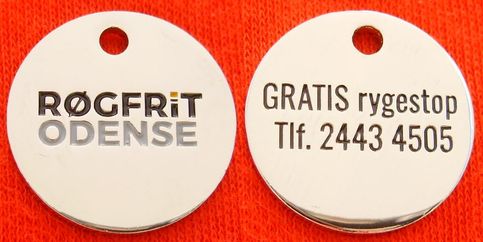 RØGFRiT
ODENSE
GRATIS rygestop
Tlf. 2443 4505